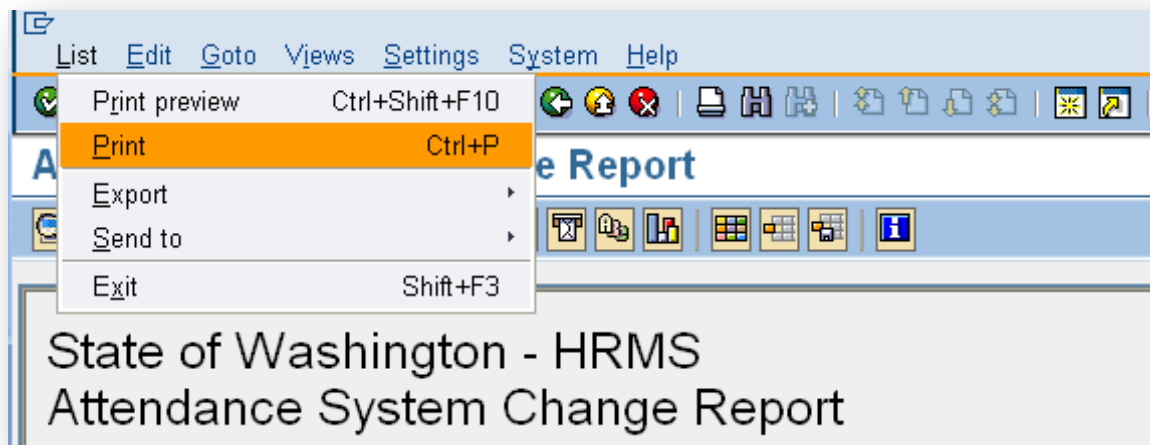 List Edit Goto Views Settings System Help
Print preview Ctrl+Shift+F10
Print Ctrl+P
A e Report
Export
Send to
Exit Shift+F3
State of Washington - HRMS
Attendance System Change Report